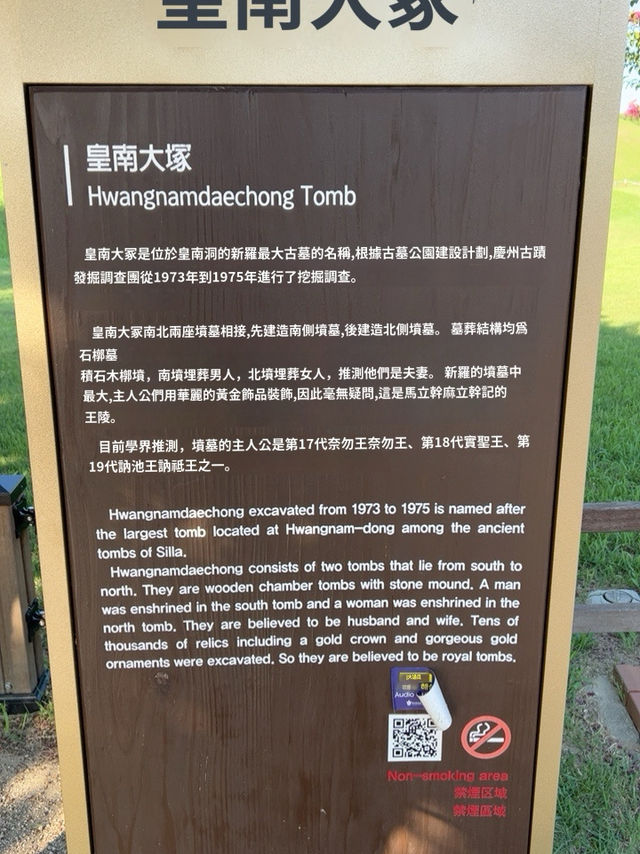 皇南大塚
皇南大塚
Hwangnamdaechong Tomb
皇南大冢是位於皇南洞的新羅最大古墓的名稱,根據古墓公園建設計劃,慶州古蹟
發掘調查團從1973年到1975年進行了挖掘調查。
皇南大冢南北兩座墳墓相接,先建造南側墳墓,後建造北側墳墓。 墓葬結構均爲
石槨墓
積石木槨墳，南墳埋葬男人，北墳埋葬女人，推測他們是夫妻。 新羅的墳墓中
最大,主人公們用華麗的黃金飾品裝飾,因此毫無疑問,這是馬立幹麻立幹記的
王陵。
目前學界推測，墳墓的主人公是第17代奈勿王奈勿王、第18代實聖王、第
19代訥池王訥祗王之一。
Hwangnamdaechong excavated from 1973 to 1975 is named after
the largest tomb located at Hwangnam-dong among the ancient
tombs of Silla.
Hwangnamdaechong consists of two tombs that lie from south to
north. They are wooden chamber tombs with stone mound. A man
was enshrined in the south tomb and a woman was enshrined in the
north tomb. They are believed to be husband and wife. Tens of
thousands of relics including a gold crown and gorgeous gold
ornaments were excavated. So they are believed to be royal tombs.
Audio
Non-smoking area
禁煙区域
禁煙區域